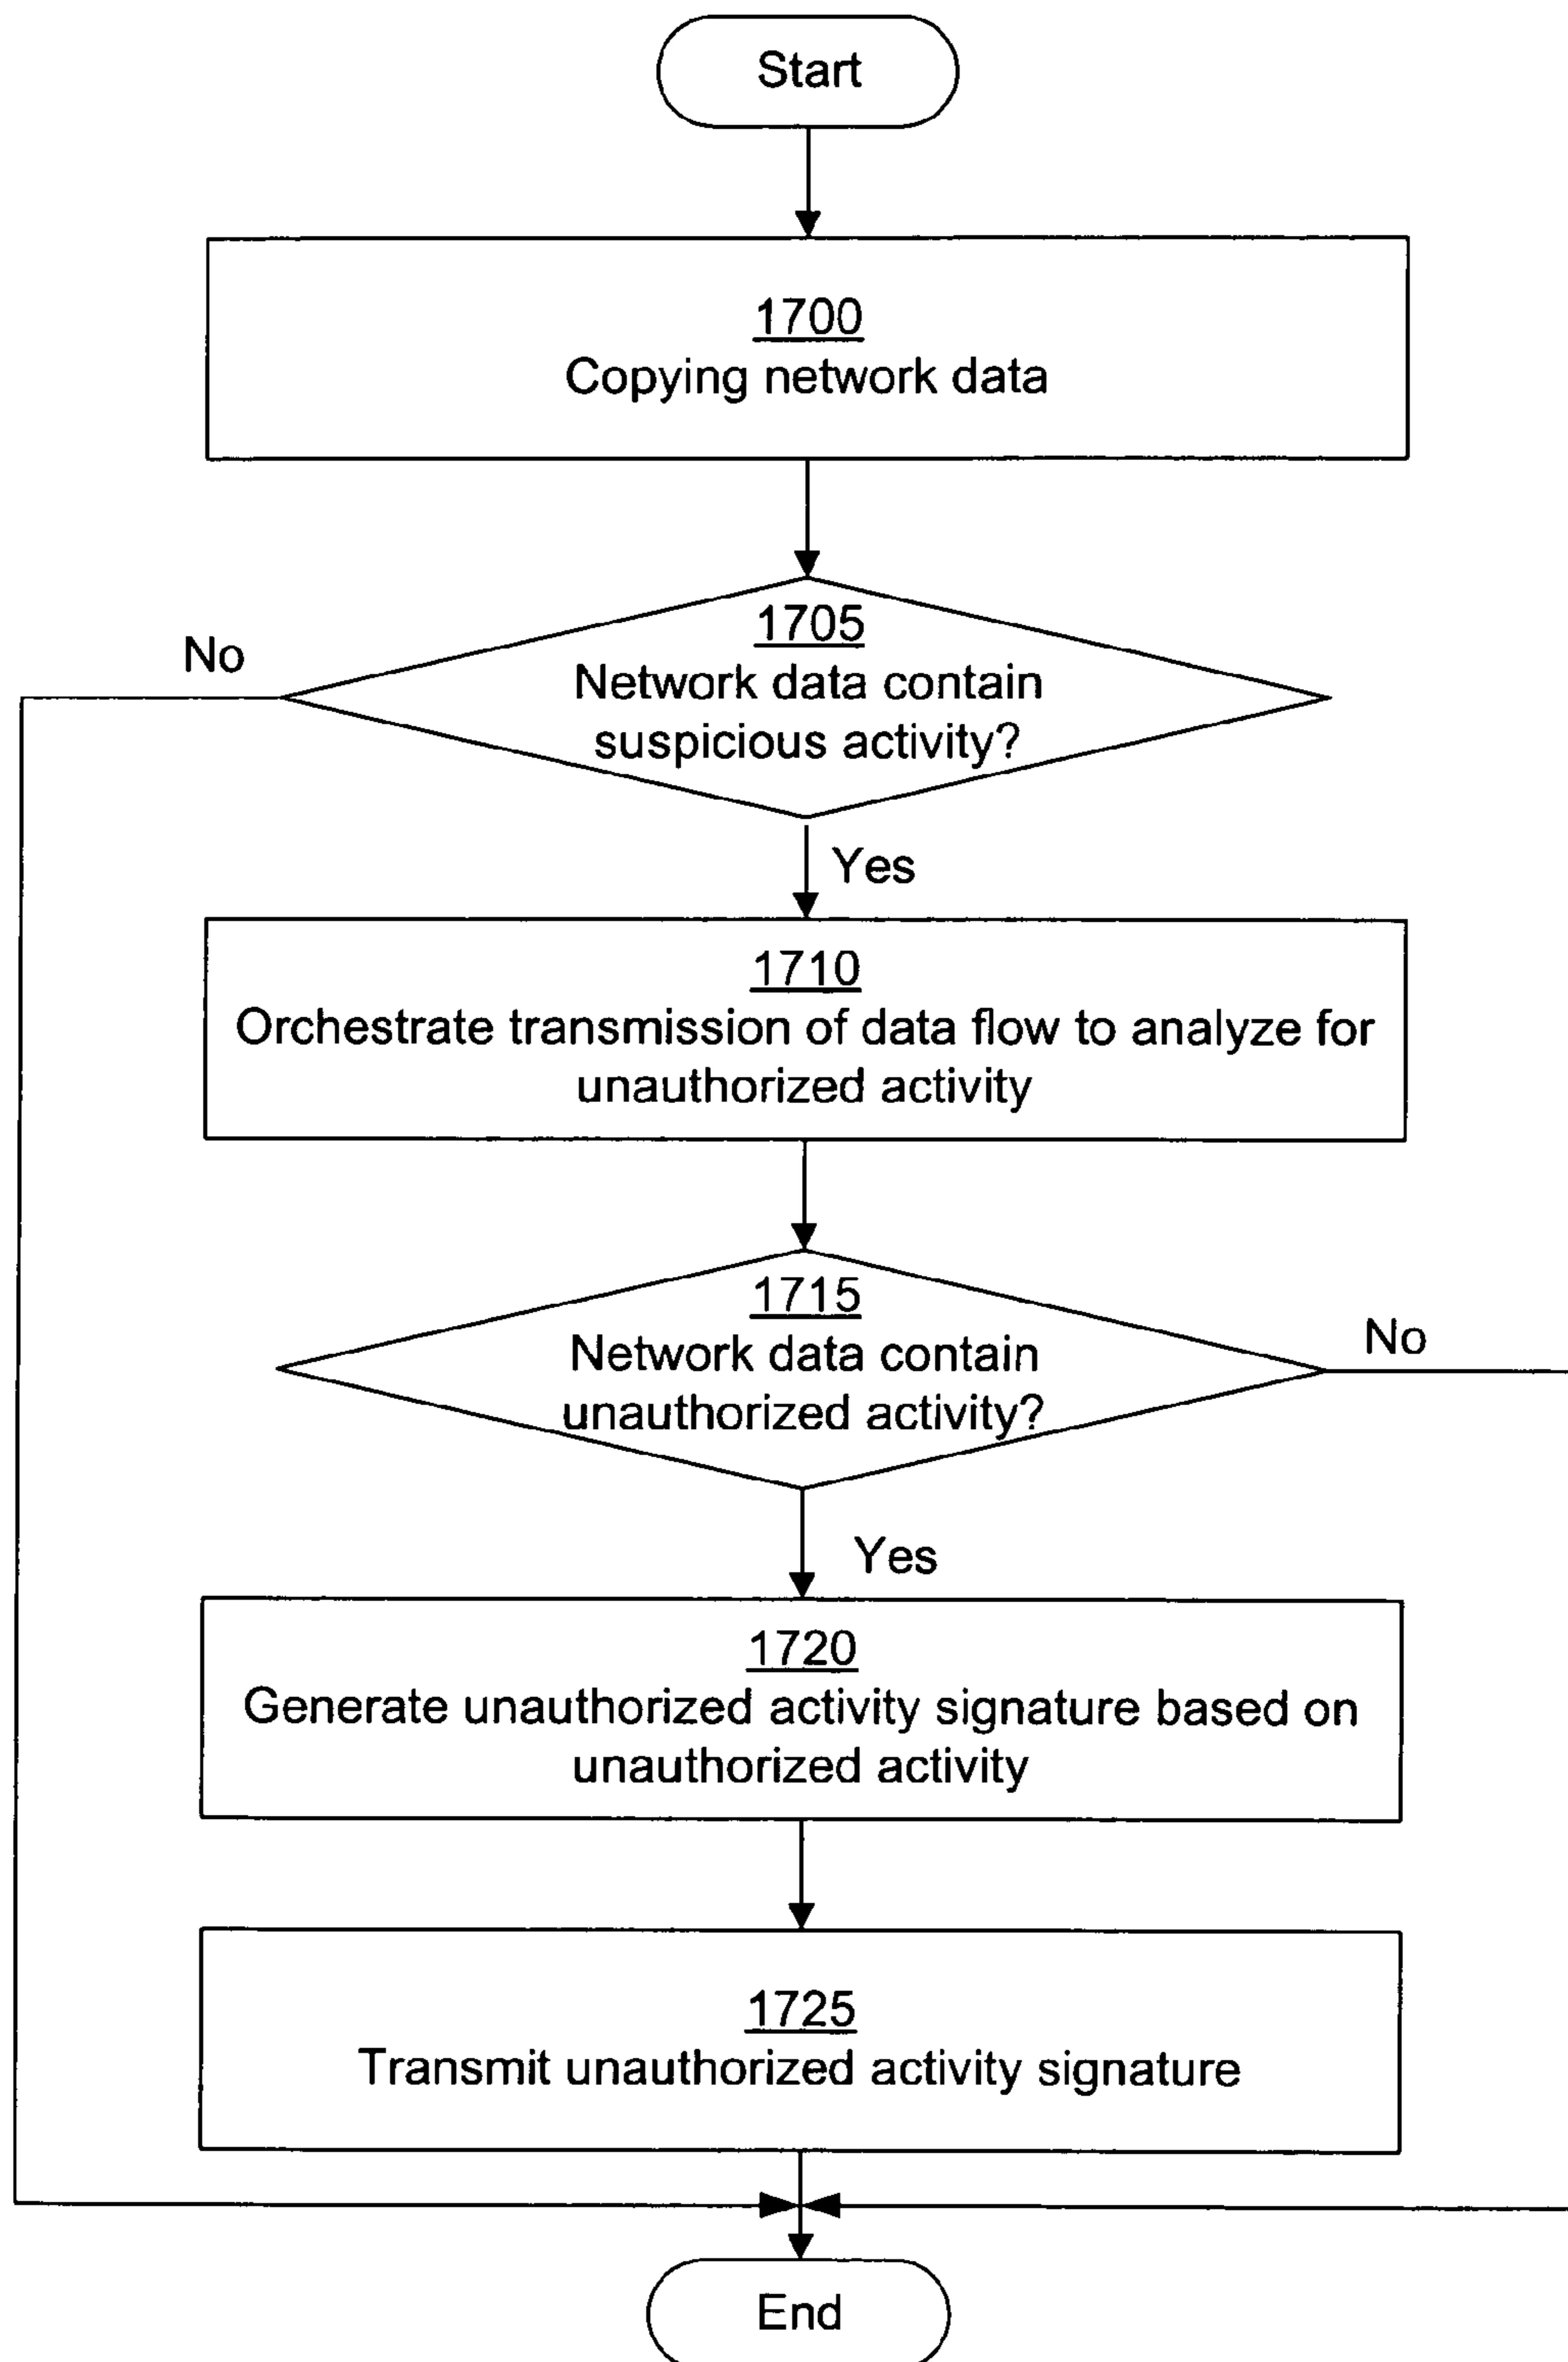 Start
1700
Copying network data
1705
No
Network data contain
suspicious activity?
Yes
1710
Orchestrate transmission of data flow to analyze for
unauthorized activity
1715
No
Network data contain
unauthorized activity?
Yes
1720
Generate unauthorized activity signature based on
unauthorized activity
1725
Transmit unauthorized activity signature
End